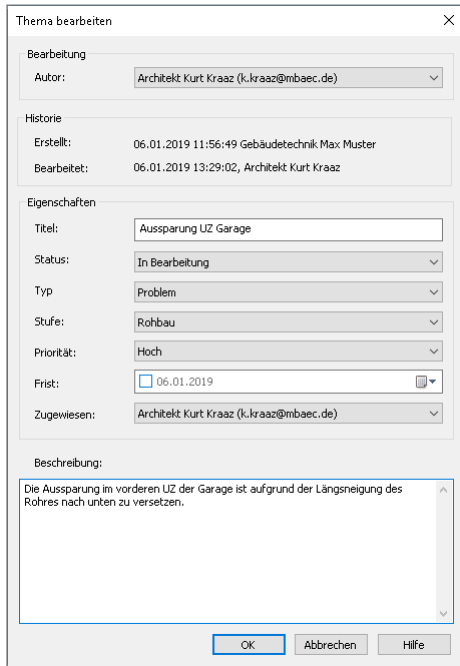 Thema bearbeiten
Bearbeitung
Autor: Architekt Kurt Kraaz (k.kraaz@mbaec.de)
Historie
Erstellt: 06.01.2019 11:56:49 Gebäudetechnik Max Muster
Bearbeitet: 06.01.2019 13:29:02, Architekt Kurt Kraaz
Eigenschaften
Titel: Aussparung UZ Garage
Status: In Bearbeitung
Typ Problem
Stufe: Rohbau
Priorität: Hoch
Frist: 06.01.2019
Zugewiesen: Architekt Kurt Kraaz (k.kraaz@mbaec.de)
Beschreibung:
Die Aussparung im vorderen UZ der Garage ist aufgrund der Längsneigung des
Rohres nach unten zu versetzen.
OK Abbrechen Hilfe